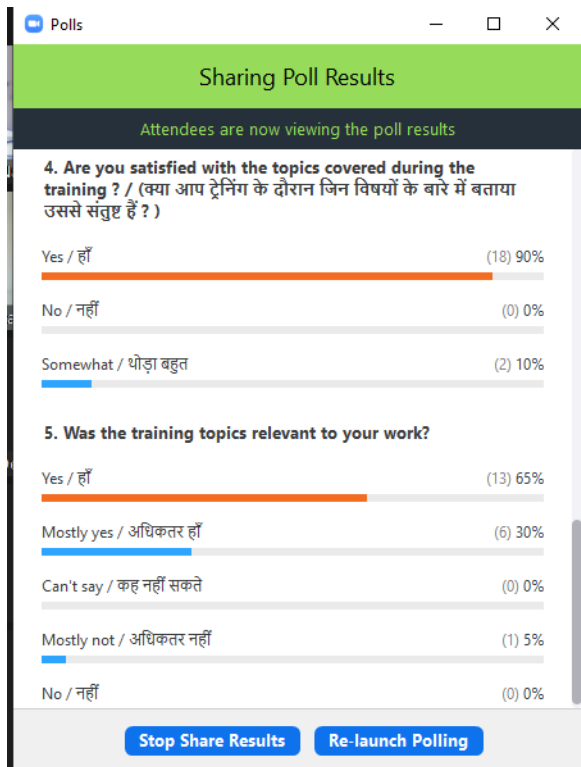 Polls
Sharing Poll Results
Attendees are now viewing the poll results
4. Are you satisfied with the topics covered during the
training ? / (क्या आप ट्रेनिंग के दौरान जिन विषयों के बारे में बताया
उससे संतुष्ट हैं ? )
Yes / हाँ (18) 90%
No / नहीं (0) 0%
Somewhat / थोड़ा बहुत (2) 10%
5. Was the training topics relevant to your work?
Yes / हाँ (13) 65%
Mostly yes / अधिकतर हाँ (6) 30%
Can't say / कह नहीं सकते (0) 0%
Mostly not / अधिकतर नहीं (1) 5%
No / नहीं (0) 0%
Stop Share Results Re-launch Polling